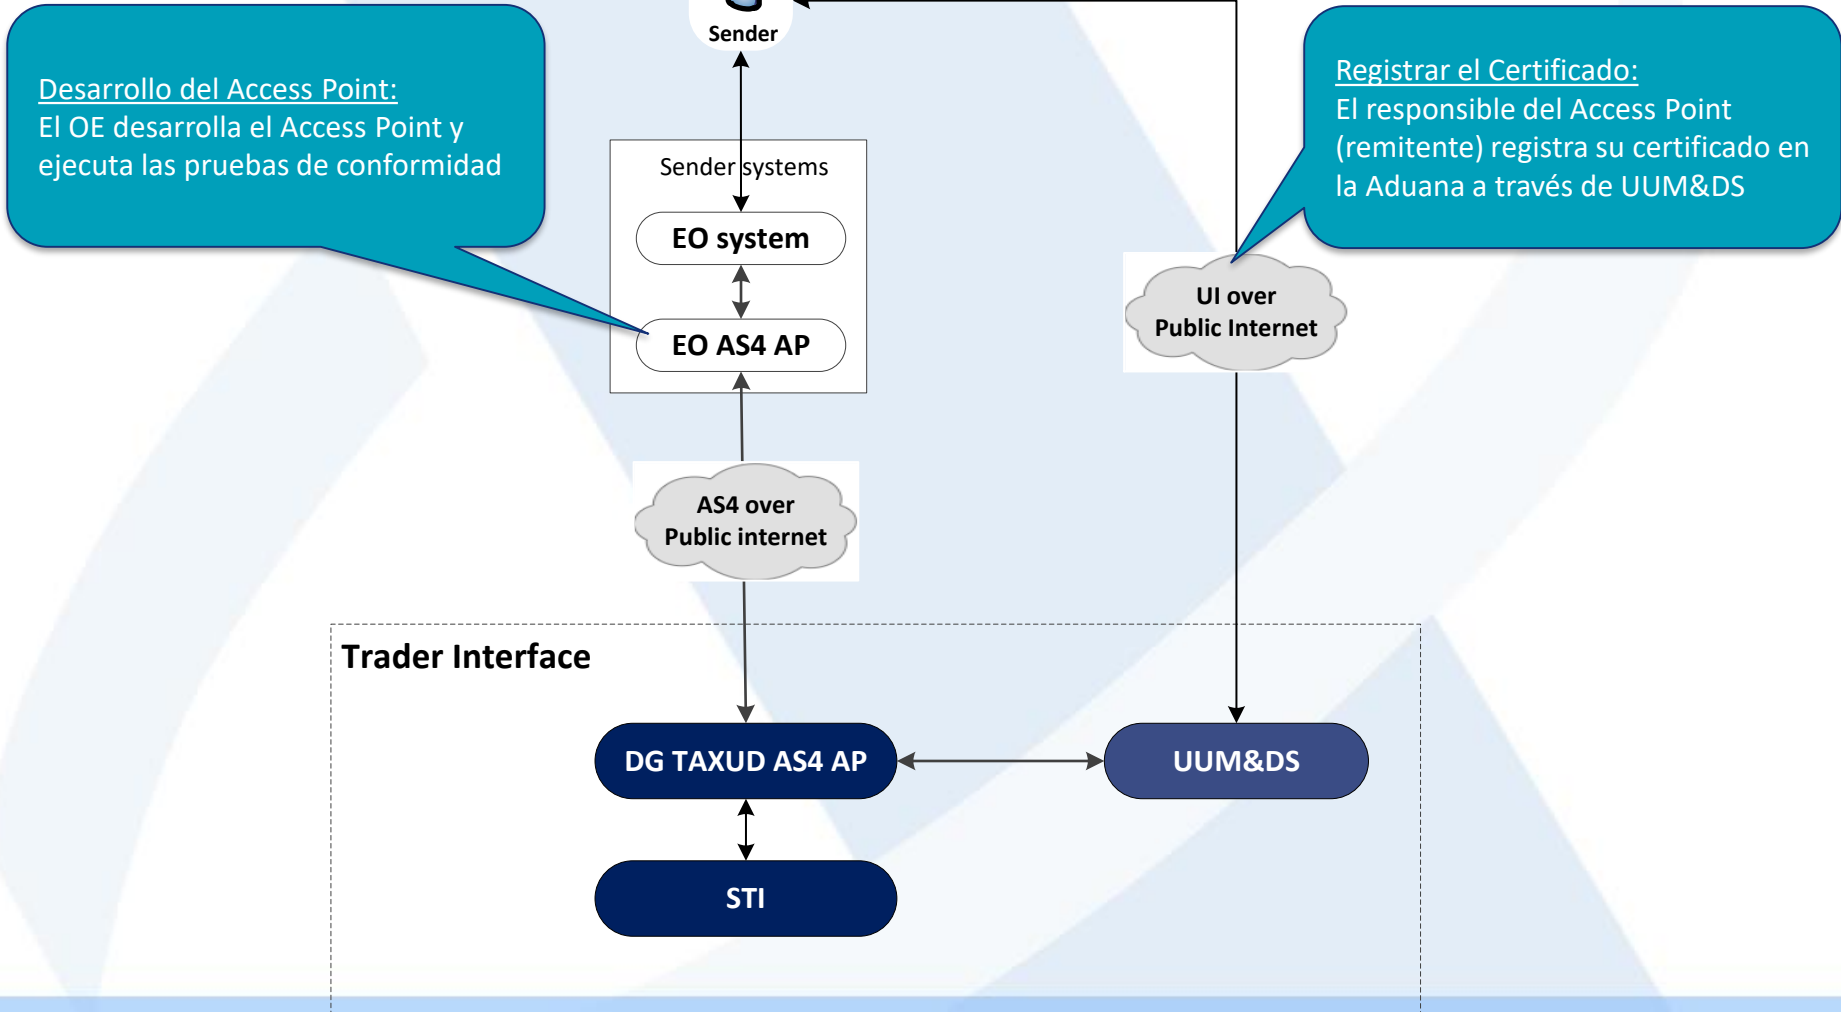 Sender
Desarrollo del Access Point:
El OE desarrolla el Access Point y
ejecuta las pruebas de conformidad
Registrar el Certificado:
El responsible del Access Point
(remitente) registra su certificado en
la Aduana a través de UUM&DS
Sender systems
EO system
EO AS4 AP
UI over
Public Internet
AS4 over
Public internet
Trader Interface
DG TAXUD AS4 AP
UUM&DS
STI